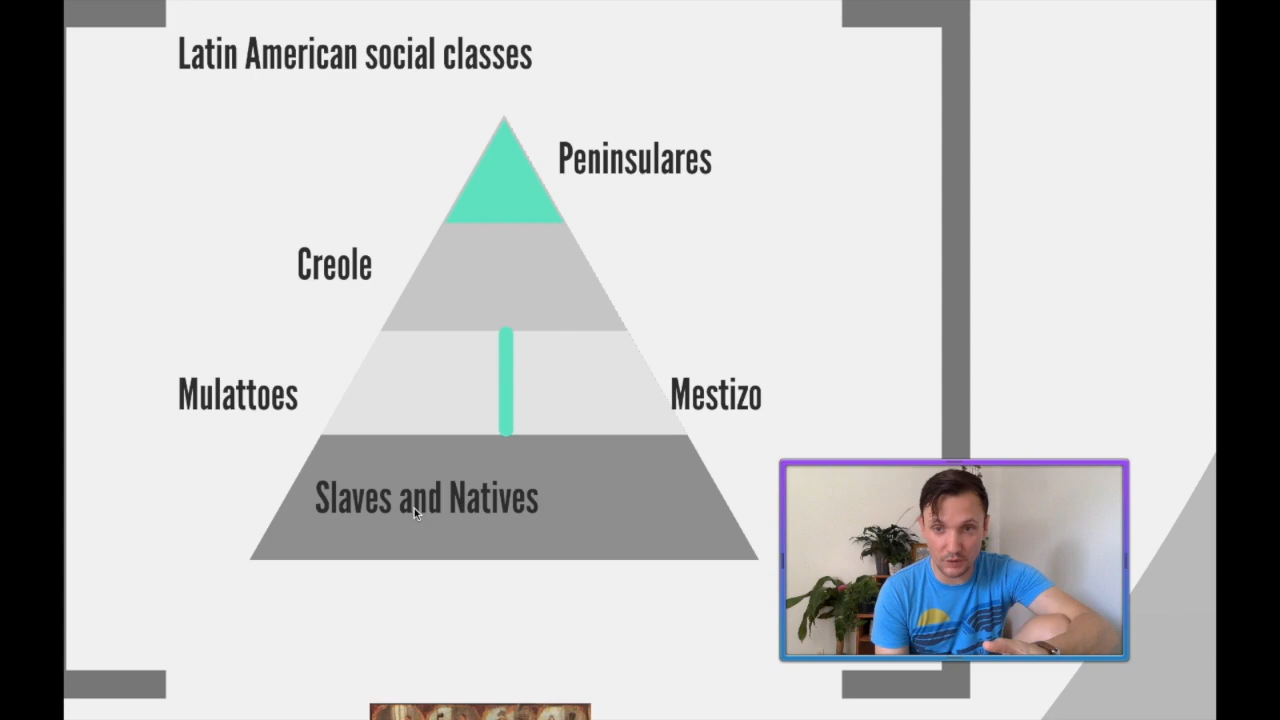 Latin American social classes
Peninsulares
Creole
Mulattoes
Mestizo
Slaves and Natives